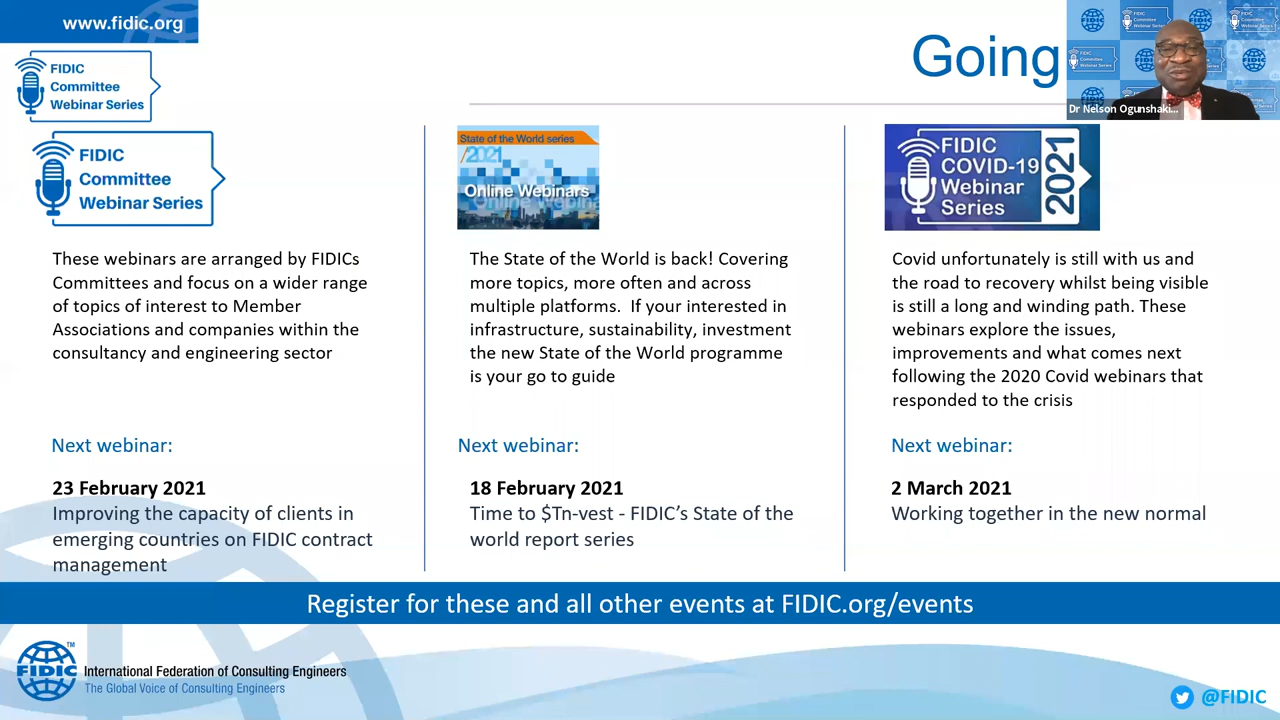 www.fidic.org
FIDIC
Committee
Webinar Series
Going
Dr Nelson Ogunshaki...
FIDIC
Committee
Webinar Series
These webinars are arranged by FIDICs
Committees and focus on a wider range
of topics of interest to Member
Associations and companies within the
consultancy and engineering sector
Next webinar:
23 February 2021
Improving the capacity of clients in
emerging countries on FIDIC contract
management
State of the World series
/2021
Online Webinars
The State of the World is back! Covering
more topics, more often and across
multiple platforms.  If your interested in
infrastructure, sustainability, investment
the new State of the World programme
is your go to guide
Next webinar:
18 February 2021
Time to $Tn-vest - FIDIC’s State of the
world report series
FIDIC
COVID-19
Webinar
Series
2021
Covid unfortunately is still with us and
the road to recovery whilst being visible
is still a long and winding path. These
webinars explore the issues,
improvements and what comes next
following the 2020 Covid webinars that
responded to the crisis
Next webinar:
2 March 2021
Working together in the new normal
Register for these and all other events at FIDIC.org/events
FIDIC
TM
International Federation of Consulting Engineers
The Global Voice of Consulting Engineers
@FIDIC